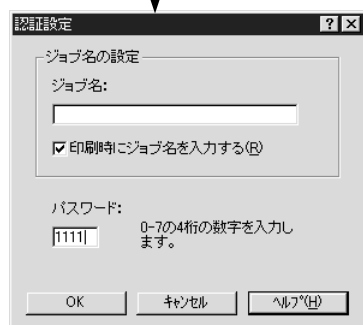 認証設定
ジョブ名の設定
ジョブ名:
印刷時にジョブ名を入力する(R)
パスワード:
1111
0-7の4桁の数字を入力し
ます。
OK
キャンセル
ヘルプ(H)